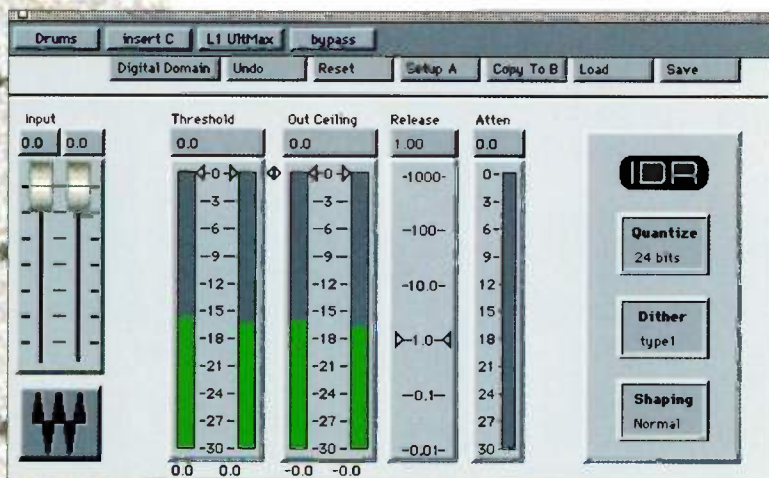 Drums insert C L1 UltMax bypass
Digital Domain Undo Reset Setup A Copy To B Load Save
Input Threshold Out Ceiling Release Atten
0.0 0.0 0.0 0.0 1.00 0.0
-0- -0- -1000- 0-
-3- -3- 3-
-6- -6- -100- 6-
-9- -9- 9-
-12- -12- -10.0- 12-
-15- -15- 15
-18- -18- -1.0- 18
-21- -21- 21
-24- -24- -0.1- 24-
-27- -27- 27
-30- -30- -0.01- 30
0.0 0.0 -0.0 -0.0
IDR
Quantize
24 bits
Dither
type1
Shaping
Normal